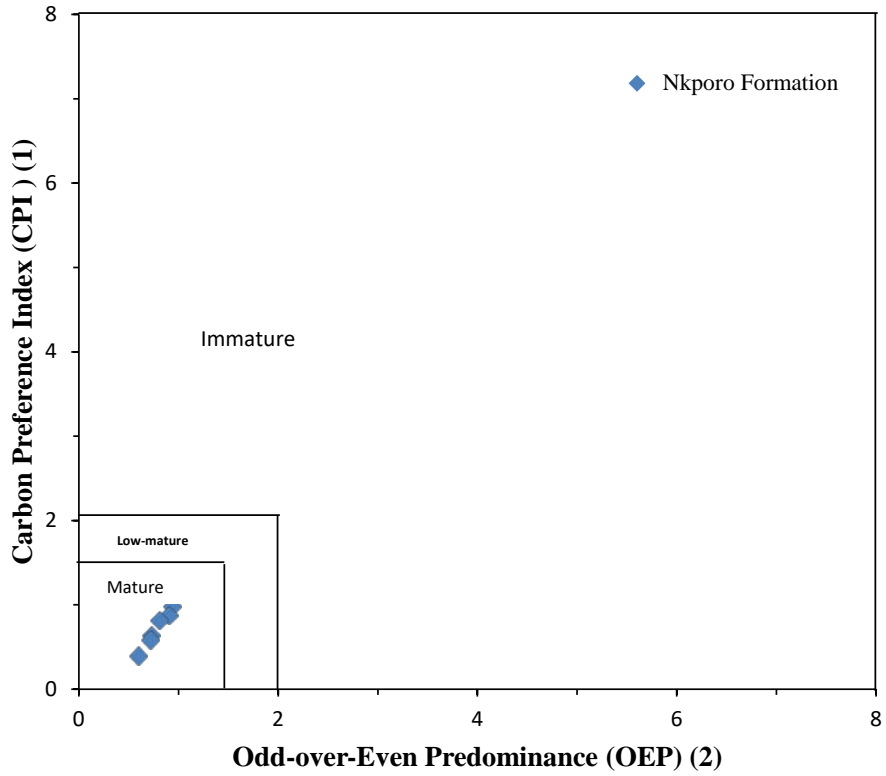 8
Nkporo Formation
6
Carbon Preference Index (CPI ) (1)
Immature
4
2
Low-mature
Mature
0
0 2 4 6 8
Odd-over-Even Predominance (OEP) (2)